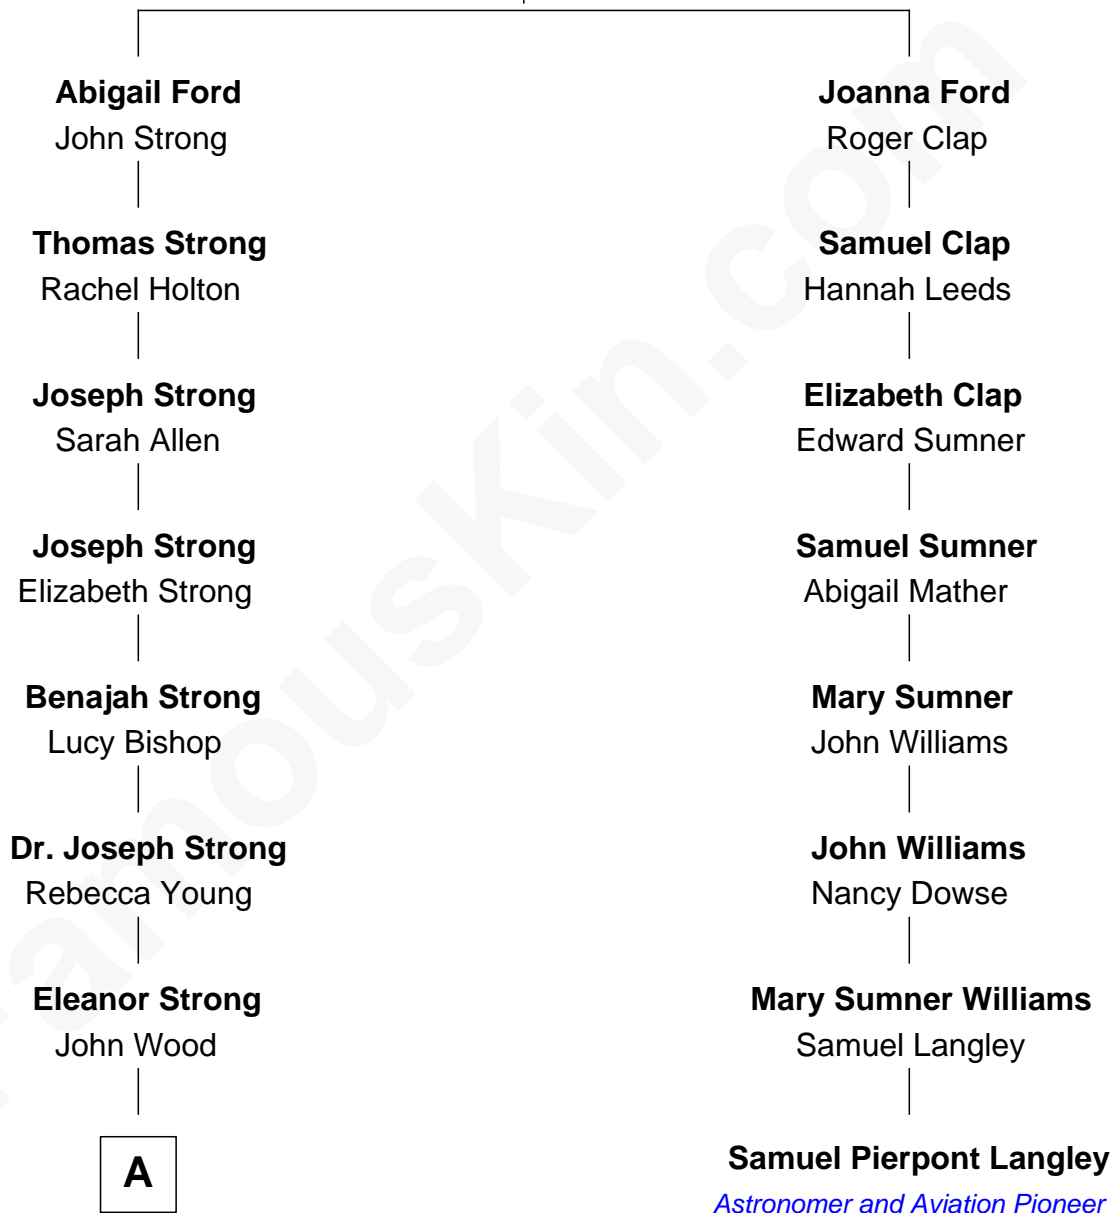 Abigail Ford
John Strong
Joanna Ford
Roger Clap
Thomas Strong
Rachel Holton
Samuel Clap
Hannah Leeds
Joseph Strong
Sarah Allen
Elizabeth Clap
Edward Sumner
Joseph Strong
Elizabeth Strong
Samuel Sumner
Abigail Mather
Benajah Strong
Lucy Bishop
Mary Sumner
John Williams
Dr. Joseph Strong
Rebecca Young
John Williams
Nancy Dowse
Eleanor Strong
John Wood
Mary Sumner Williams
Samuel Langley
A
Samuel Pierpont Langley
Astronomer and Aviation Pioneer
FamousKin.com